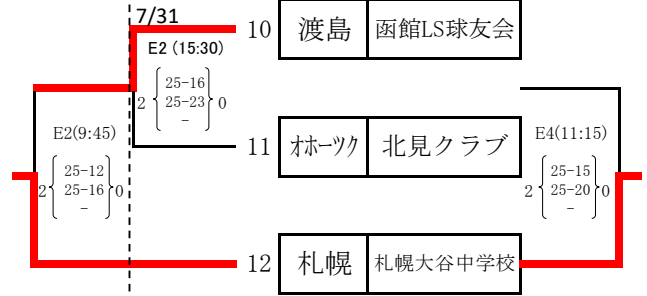 7/31
10 渡島 函館LS球友会
E2 (15:30)
25-16
2 25-23 0
-
11 オホーツク 北見クラブ
E2(9:45)
25-12
2 25-16 0
-
E4(11:15)
25-15
2 25-20 0
-
12 札幌 札幌大谷中学校